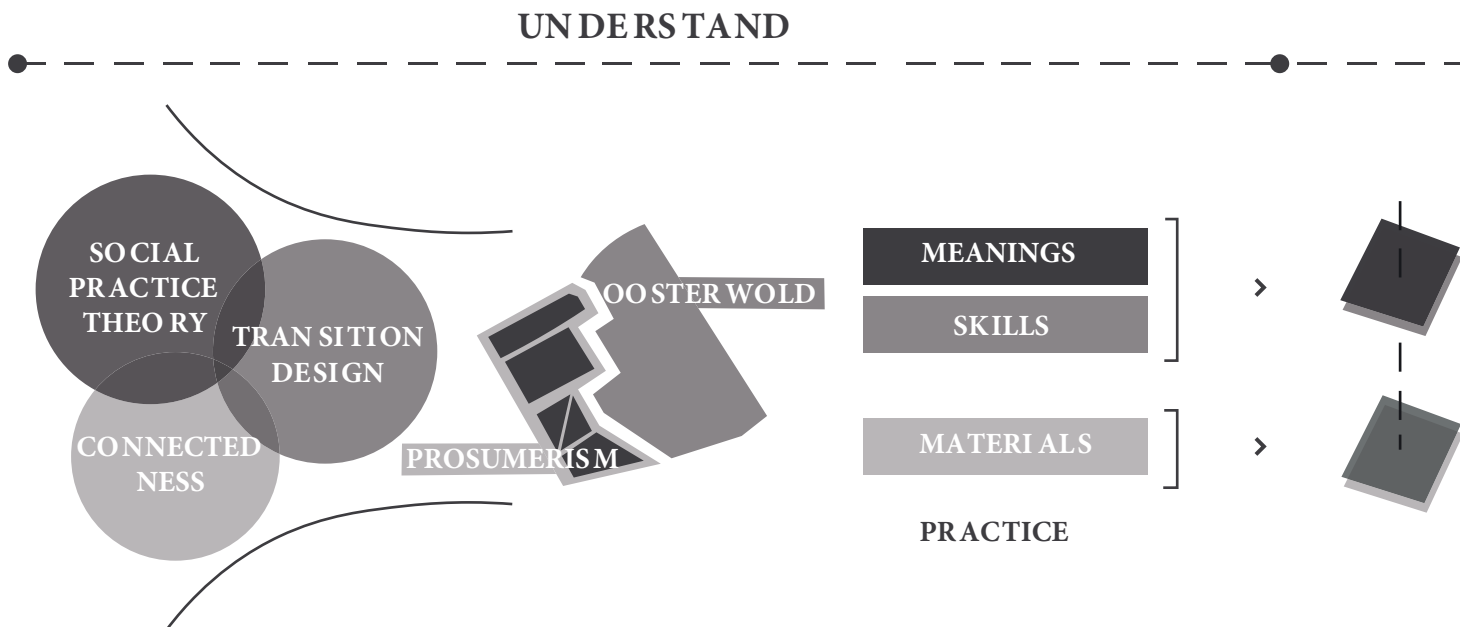 UNDERSTAND
SOCIAL
PRACTICE
THEORY
TRANSITION
DESIGN
CONNECTED
NESS
OOSTERWOLD
PROSUMERISM
MEANINGS
SKILLS
MATERIALS
PRACTICE